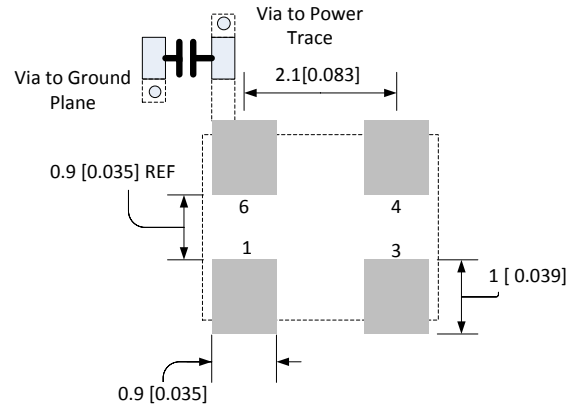 Via to Power
Trace
Via to Ground
Plane
2.1[0.083]
0.9 [0.035] REF
6
4
1
3
1 [ 0.039]
0.9 [0.035]